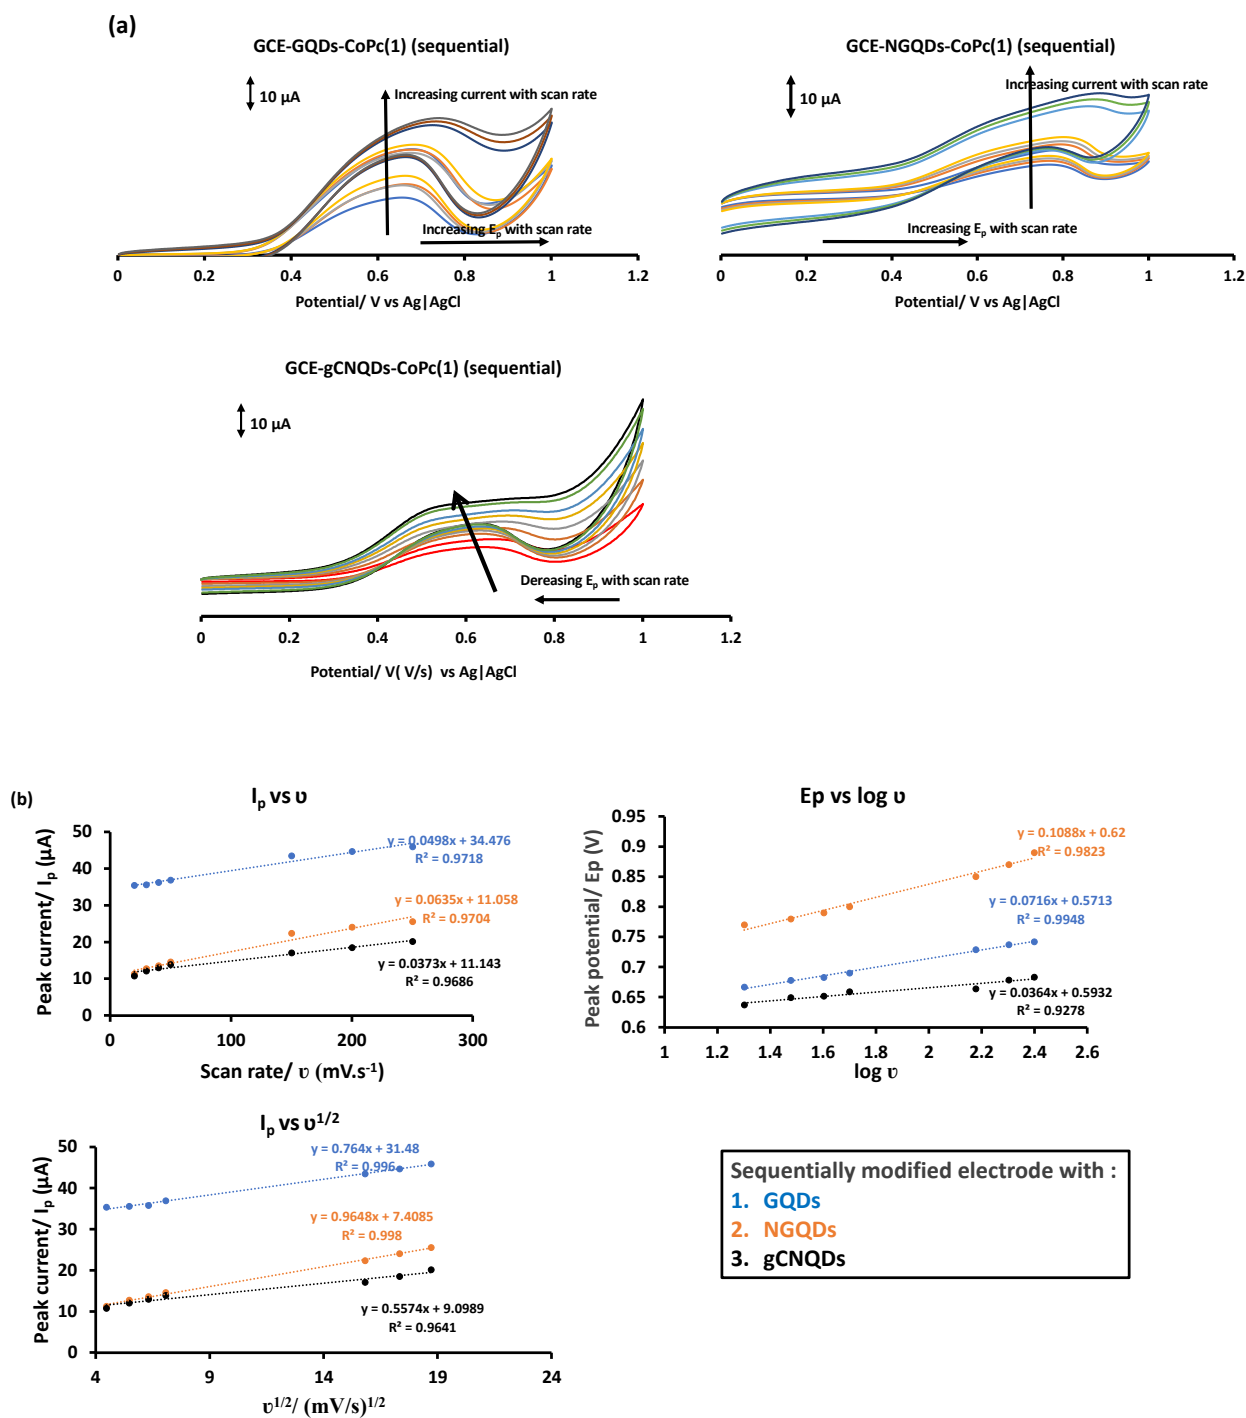 (a)
GCE-GQDs-CoPc(1) (sequential)
10 µA
Increasing current with scan rate
Increasing Ep with scan rate
0 0.2 0.4 0.6 0.8 1 1.2
Potential/ V vs Ag|AgCl
GCE-NGQDs-CoPc(1) (sequential)
10 µA
Increasing current with scan rate
Increasing Ep with scan rate
0 0.2 0.4 0.6 0.8 1 1.2
Potential/ V vs Ag|AgCl
GCE-gCNQDs-CoPc(1) (sequential)
10 µA
Dereasing Ep with scan rate
0 0.2 0.4 0.6 0.8 1 1.2
Potential/ V( V/s) vs Ag|AgCl
(b)
Ip vs υ
Peak current/ Ip (µA)
50
40
30
20
10
0
y = 0.0498x + 34.476
R² = 0.9718
y = 0.0635x + 11.058
R² = 0.9704
y = 0.0373x + 11.143
R² = 0.9686
0 100 200 300
Scan rate/ υ (mV.s-1)
Ep vs log υ
Peak potential/ Ep (V)
0.95
0.9
0.85
0.8
0.75
0.7
0.65
0.6
y = 0.1088x + 0.62
R² = 0.9823
y = 0.0716x + 0.5713
R² = 0.9948
y = 0.0364x + 0.5932
R² = 0.9278
1 1.2 1.4 1.6 1.8 2 2.2 2.4 2.6
log υ
Ip vs υ1/2
Peak current/ Ip (µA)
50
40
30
20
10
0
y = 0.764x + 31.48
R² = 0.996
y = 0.9648x + 7.4085
R² = 0.998
y = 0.5574x + 9.0989
R² = 0.9641
4 9 14 19 24
υ1/2/ (mV/s)1/2
Sequentially modified electrode with :
1. GQDs
2. NGQDs
3. gCNQDs